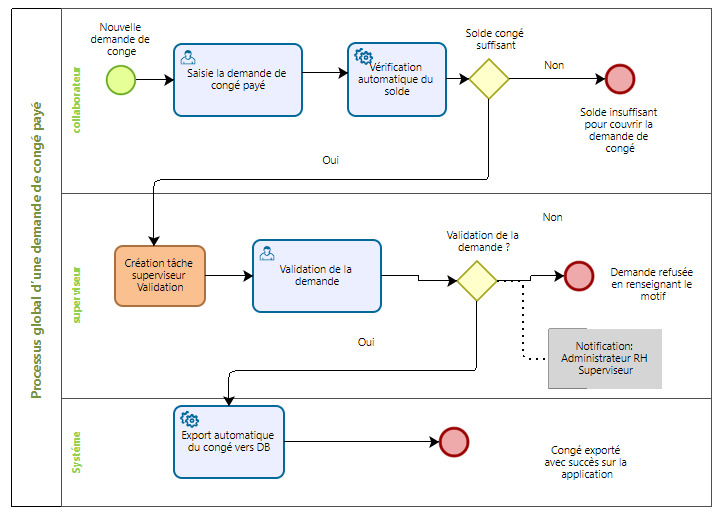 Processus global d'une demande de congé payé
collaborateur
Nouvelle
demande de
conge
Saisie la demande de
congé payé
Vérification
automatique du
solde
Solde congé
suffisant
Non
Solde insuffisant
pour couvrir la
demande de
congé
Oui
superviseur
Création tâche
superviseur
Validation
Validation de la
demande
Validation de la
demande ?
Non
Demande refusée
en renseignant le
motif
Notification:
Administrateur RH
Superviseur
Oui
Systéme
Export automatique
du congé vers DB
Congé exporté
avec succès sur la
application